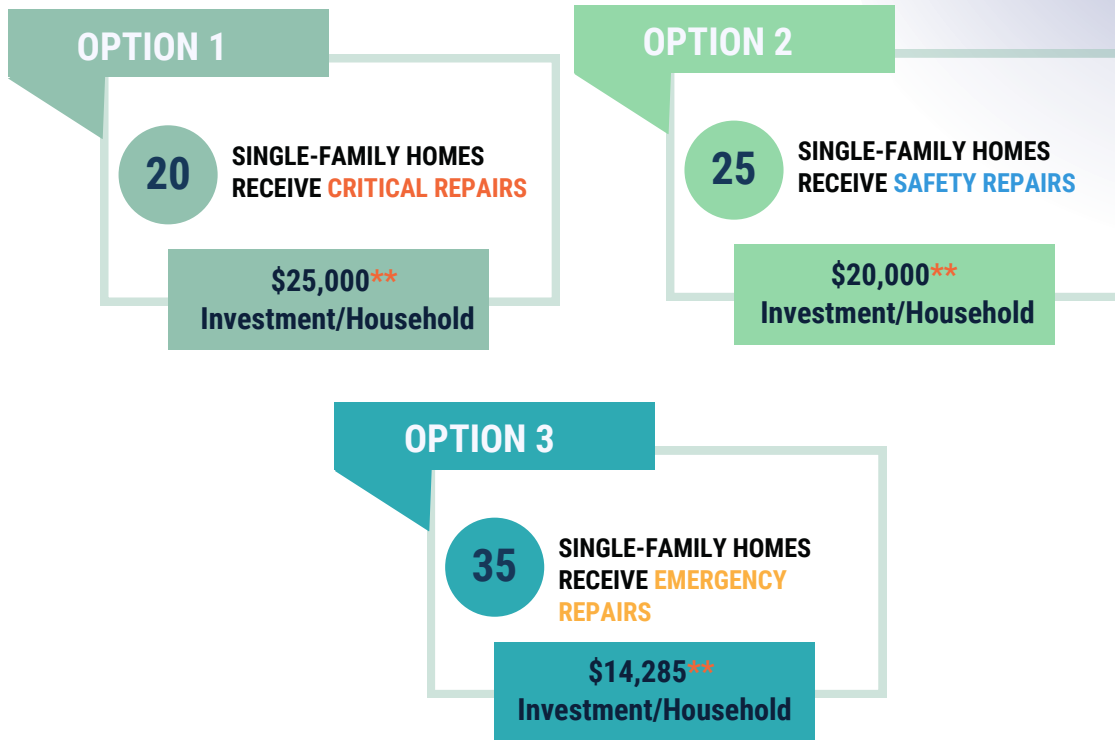 OPTION 1
20
SINGLE-FAMILY HOMES
RECEIVE CRITICAL REPAIRS
$25,000**
Investment/Household
OPTION 2
25
SINGLE-FAMILY HOMES
RECEIVE SAFETY REPAIRS
$20,000**
Investment/Household
OPTION 3
35
SINGLE-FAMILY HOMES
RECEIVE EMERGENCY
REPAIRS
$14,285**
Investment/Household